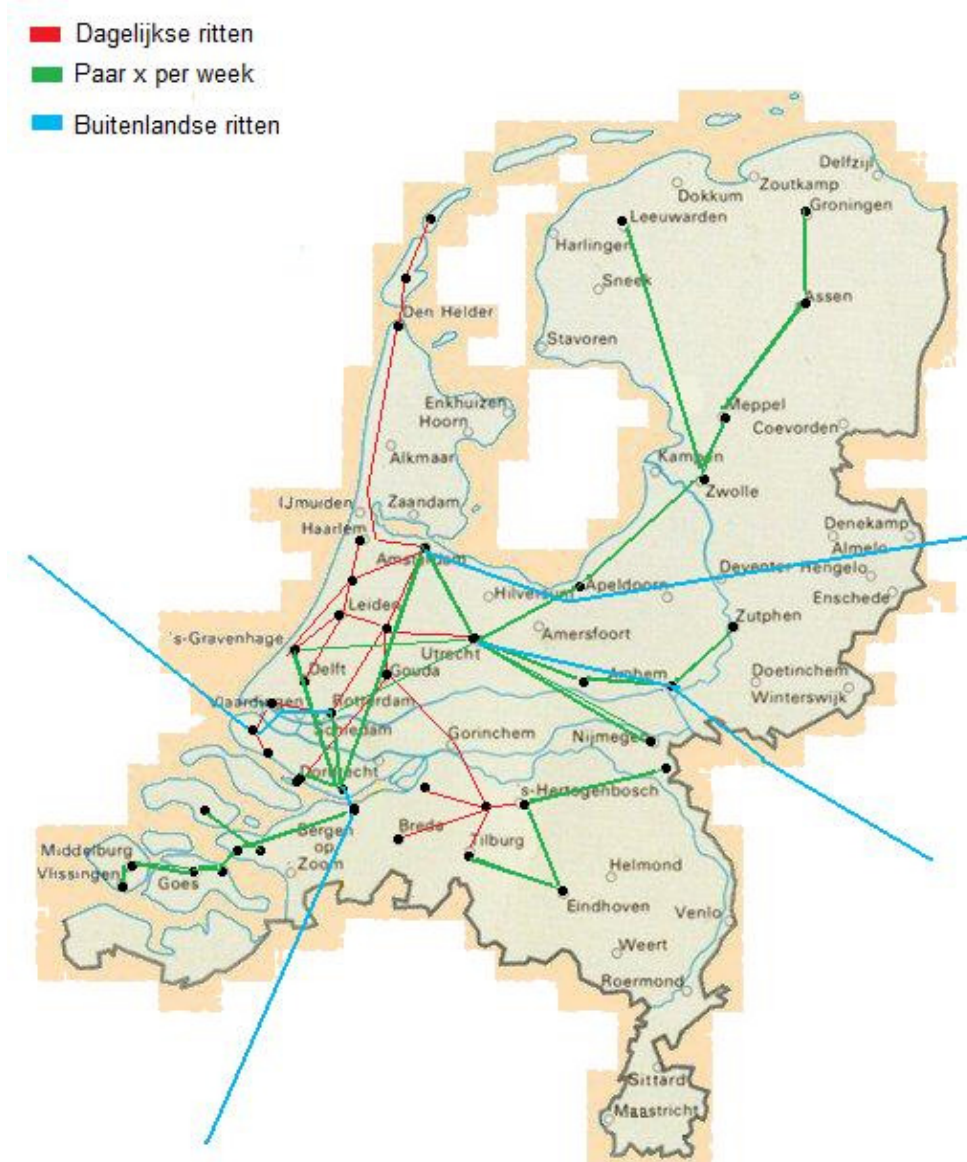 Dagelijkse ritten
Paar x per week
Buitenlandse ritten
Delfzijl
Zoutkamp
Dokkum
Groningen
Leeuwarden
Harlingen
Sneek
Assen
Den Helder
Stavoren
Enkhuizen
Meppel
Hoorn
Coevorden
Alkmaar
Kampen
Zwolle
IJmuiden
Zaandam
Haarlem
Denekamp
Amsterdam
Almelo
Deventer
Hengelo
Apeldoorn
Hilversum
Enschede
Leiden
Zutphen
's-Gravenhage
Amersfoort
Utrecht
Delft
Gouda
Arnhem
Doetinchem
Winterswijk
Vlaardingen
Rotterdam
Schiedam
Gorinchem
Nijmegen
Dordrecht
's-Hertogenbosch
Bergen
op
Zoom
Breda
Tilburg
Middelburg
Vlissingen
Goes
Helmond
Eindhoven
Venlo
Weert
Roermond
Sittard
Maastricht